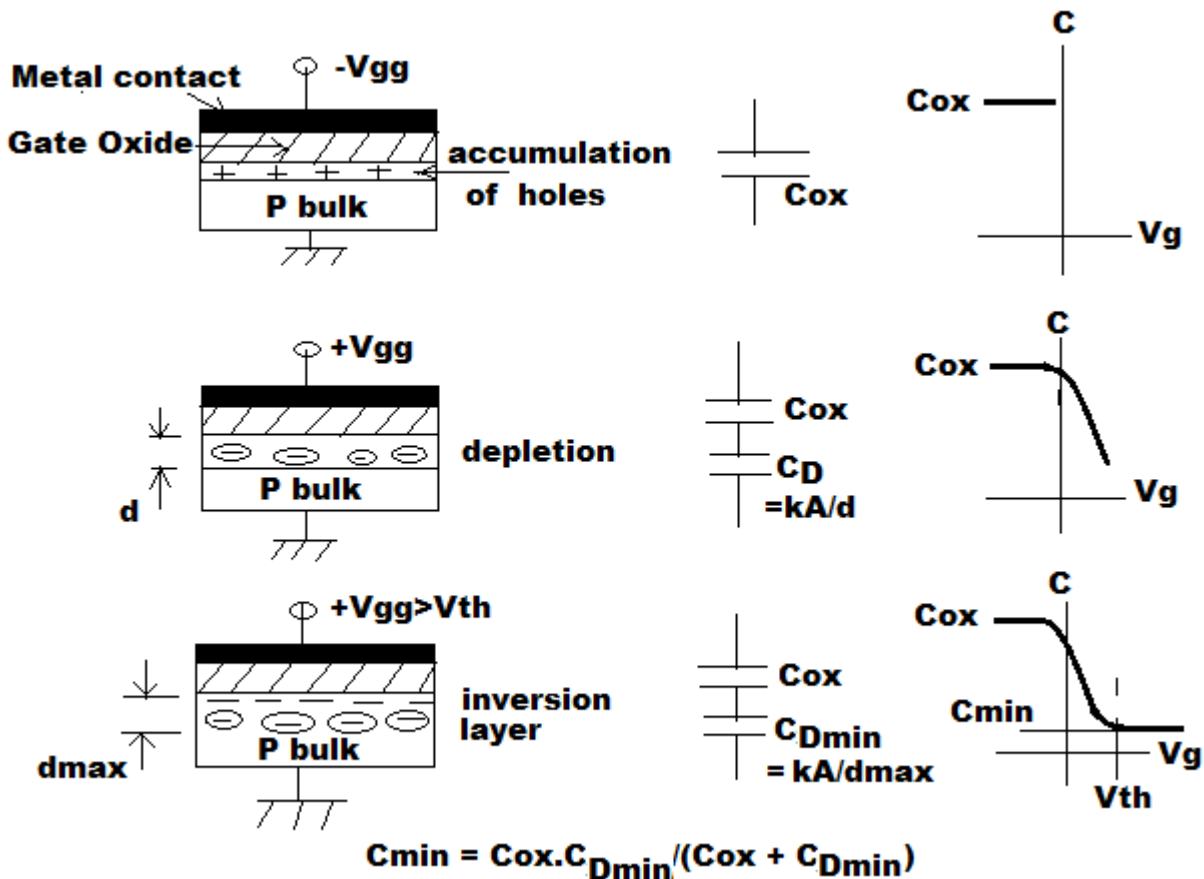 C
-Vgg
Metal contact
Cox
Gate Oxide
accumulation
of holes
+ + + +
P bulk
Cox
Vg
C
+Vgg
Cox
Cox
depletion
CD
=kA/d
P bulk
d
Vg
C
+Vgg>Vth
Cox
Cox
inversion
layer
Cmin
CDmin
= kA/dmax
P bulk
dmax
Vg
Vth
Cmin = Cox.CDmin/(Cox + CDmin)